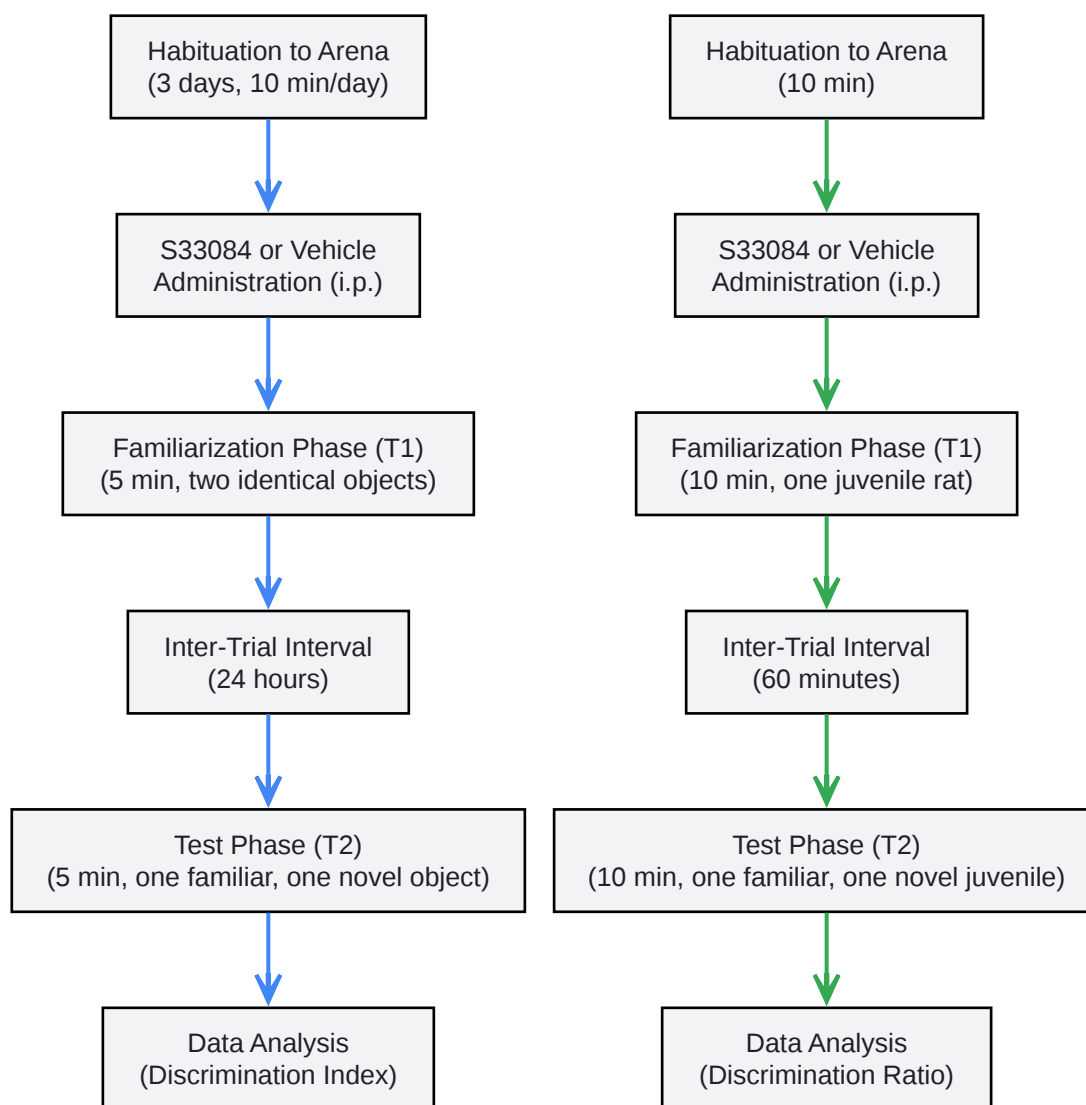 Habituation to Arena
(3 days, 10 min/day)
S33084 or Vehicle
Administration (i.p.)
Familiarization Phase (T1)
(5 min, two identical objects)
Inter-Trial Interval
(24 hours)
Test Phase (T2)
(5 min, one familiar, one novel object)
Data Analysis
(Discrimination Index)
Habituation to Arena
(10 min)
S33084 or Vehicle
Administration (i.p.)
Familiarization Phase (T1)
(10 min, one juvenile rat)
Inter-Trial Interval
(60 minutes)
Test Phase (T2)
(10 min, one familiar, one novel juvenile)
Data Analysis
(Discrimination Ratio)